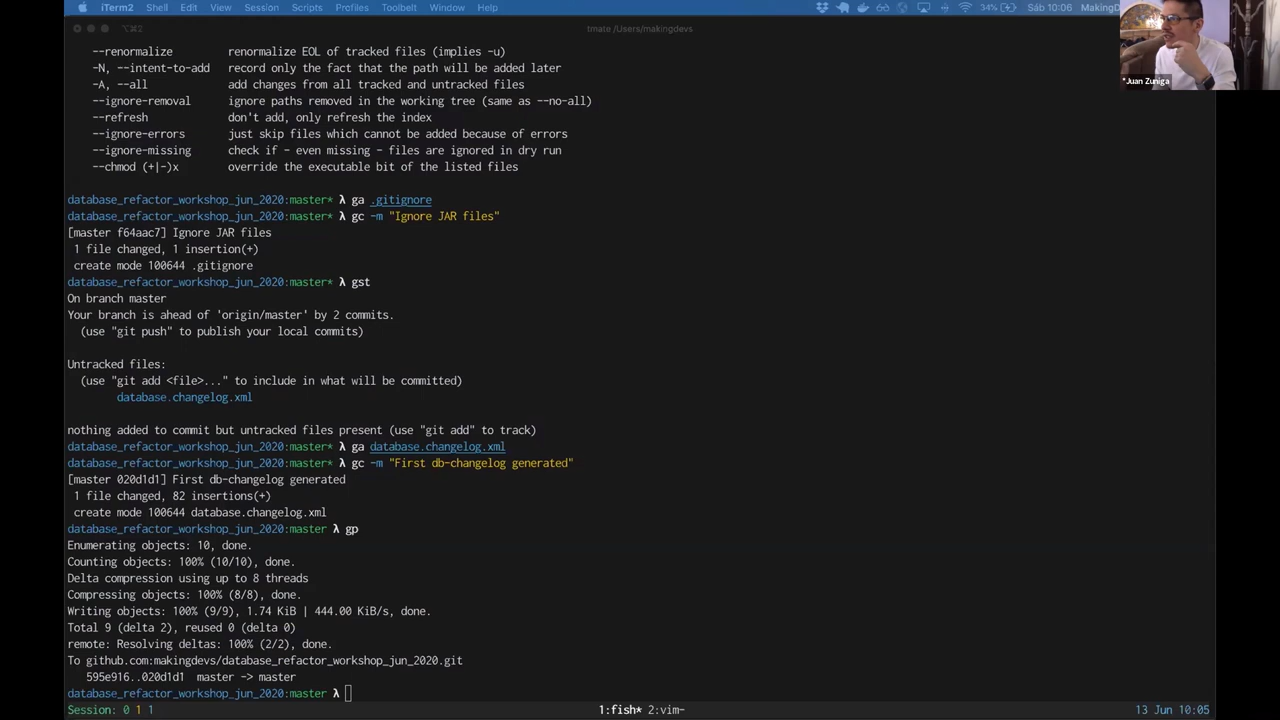 iTerm2 Shell Edit View Session Scripts Profiles Toolbelt Window Help 34% Sáb 10:06 MakingDev
⌥⌘2 tmate /Users/makingdevs
*Juan Zuniga
--renormalize renormalize EOL of tracked files (implies -u)
-N, --intent-to-add record only the fact that the path will be added later
-A, --all add changes from all tracked and untracked files
--ignore-removal ignore paths removed in the working tree (same as --no-all)
--refresh don't add, only refresh the index
--ignore-errors just skip files which cannot be added because of errors
--ignore-missing check if - even missing - files are ignored in dry run
--chmod (+|-)x override the executable bit of the listed files
database_refactor_workshop_jun_2020:master* λ ga .gitignore
database_refactor_workshop_jun_2020:master* λ gc -m "Ignore JAR files"
[master f64aac7] Ignore JAR files
1 file changed, 1 insertion(+)
create mode 100644 .gitignore
database_refactor_workshop_jun_2020:master* λ gst
On branch master
Your branch is ahead of 'origin/master' by 2 commits.
(use "git push" to publish your local commits)
Untracked files:
(use "git add <file>..." to include in what will be committed)
database.changelog.xml
nothing added to commit but untracked files present (use "git add" to track)
database_refactor_workshop_jun_2020:master* λ ga database.changelog.xml
database_refactor_workshop_jun_2020:master* λ gc -m "First db-changelog generated"
[master 020d1d1] First db-changelog generated
1 file changed, 82 insertions(+)
create mode 100644 database.changelog.xml
database_refactor_workshop_jun_2020:master λ gp
Enumerating objects: 10, done.
Counting objects: 100% (10/10), done.
Delta compression using up to 8 threads
Compressing objects: 100% (8/8), done.
Writing objects: 100% (9/9), 1.74 KiB | 444.00 KiB/s, done.
Total 9 (delta 2), reused 0 (delta 0)
remote: Resolving deltas: 100% (2/2), done.
To github.com:makingdevs/database_refactor_workshop_jun_2020.git
595e916..020d1d1 master -> master
database_refactor_workshop_jun_2020:master λ
Session: 0 1 1 1:fish* 2:vim- 13 Jun 10:05